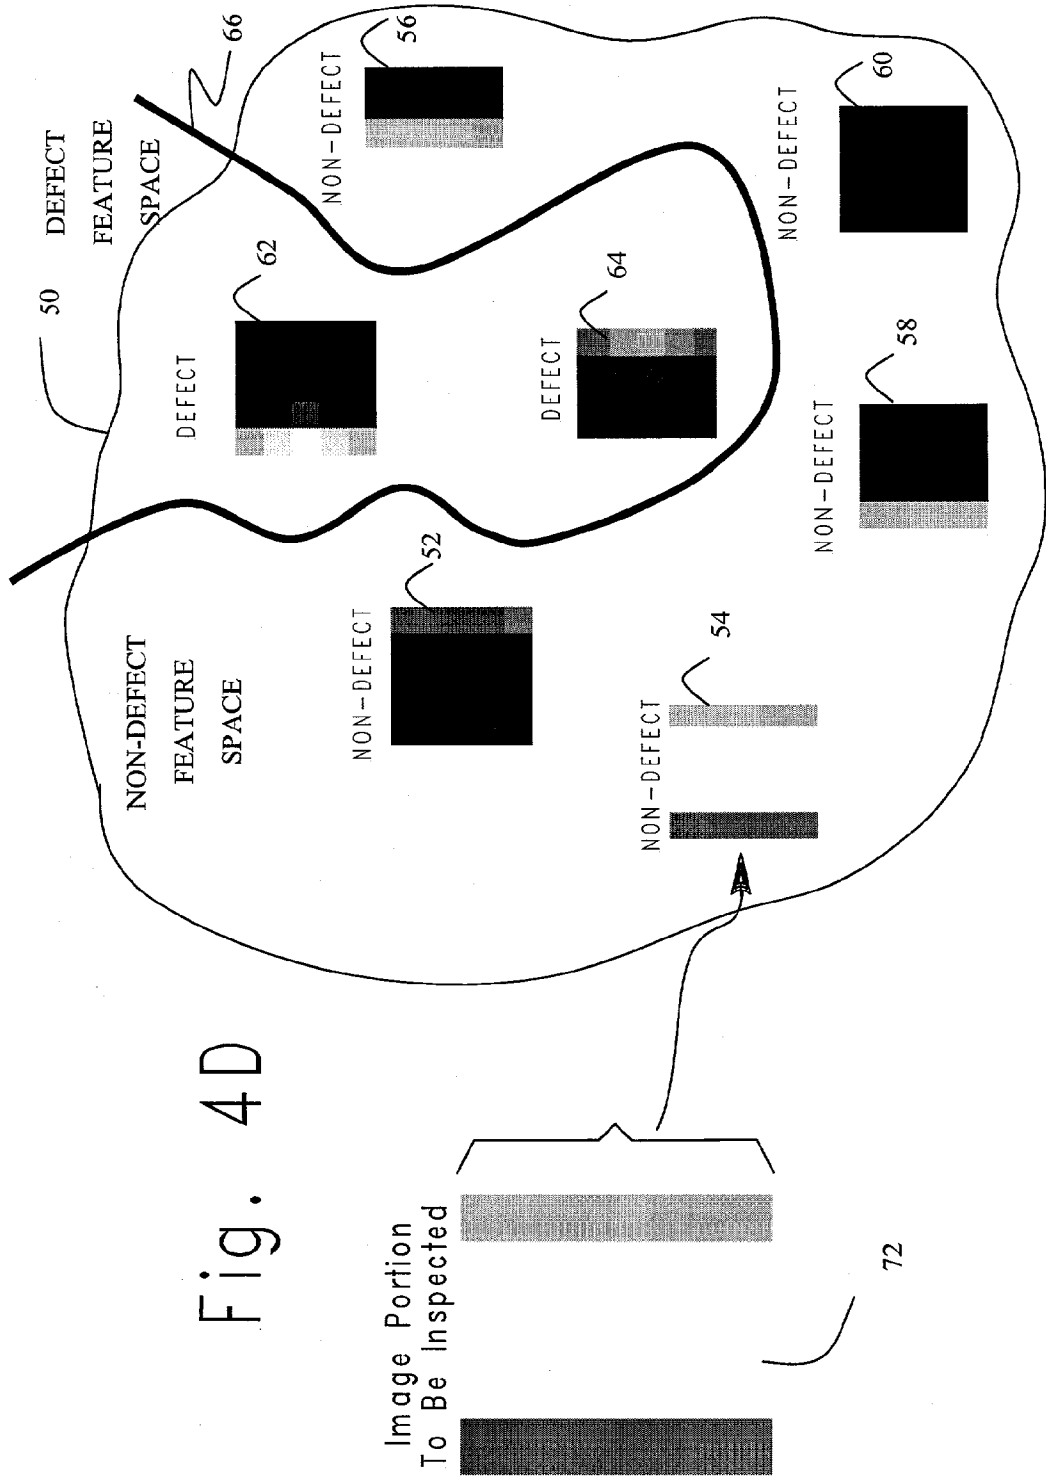 DEFECT
FEATURE
SPACE
66
50
NON-DEFECT
56
DEFECT
62
DEFECT
64
NON-DEFECT
60
NON-DEFECT
58
NON-DEFECT
FEATURE
SPACE
NON-DEFECT
52
NON-DEFECT
54
Fig. 4D
Image Portion
To Be Inspected
72